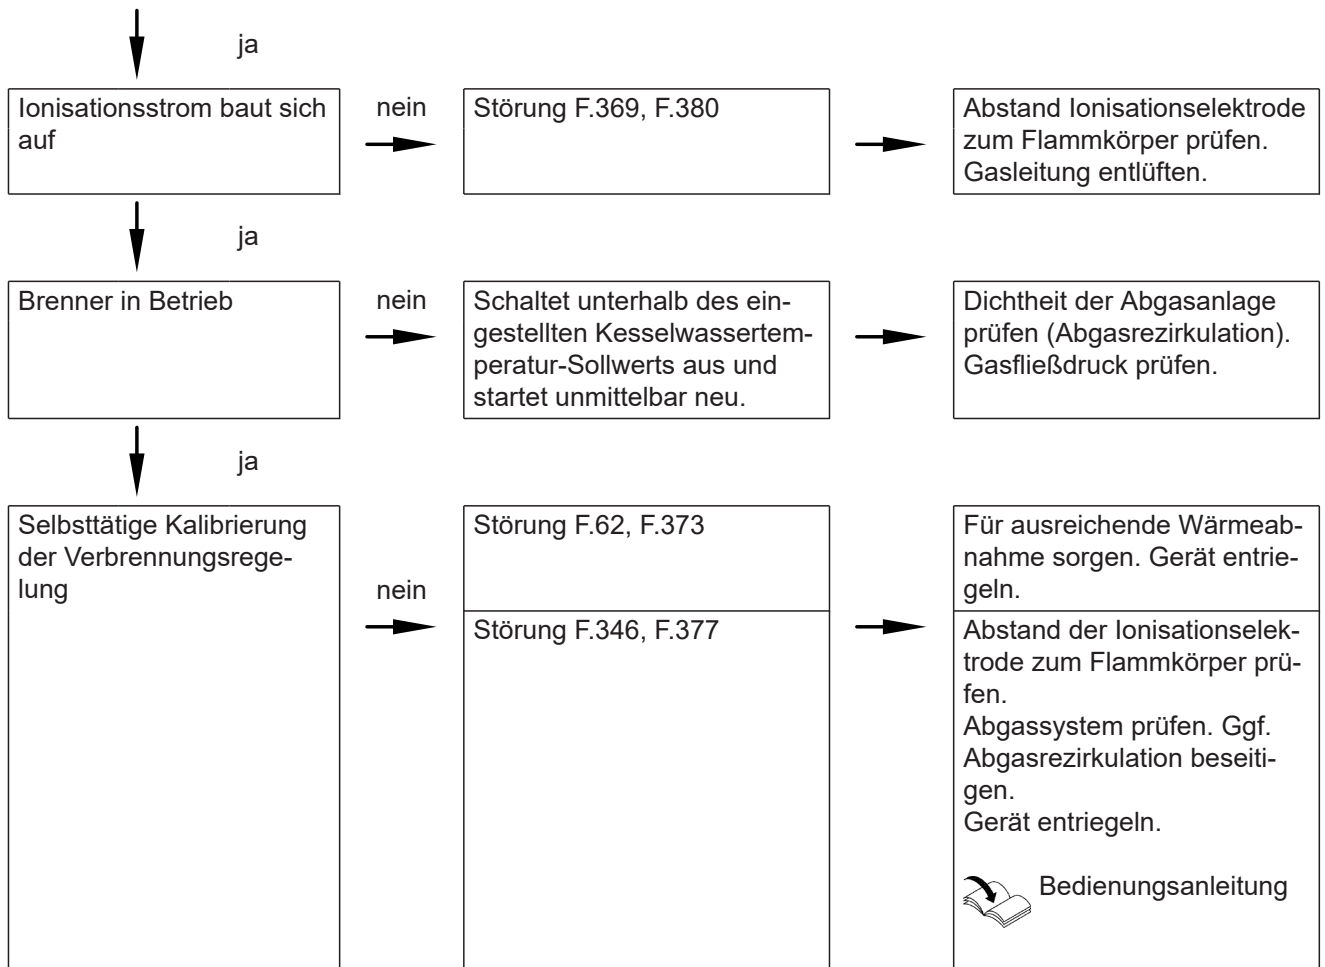 ja
Ionisationsstrom baut sich
auf
nein
Störung F.369, F.380
Abstand Ionisationselektrode
zum Flammkörper prüfen.
Gasleitung entlüften.
ja
Brenner in Betrieb
nein
Schaltet unterhalb des ein-
gestellten Kesselwassertem-
peratur-Sollwerts aus und
startet unmittelbar neu.
Dichtheit der Abgasanlage
prüfen (Abgasrezirkulation).
Gasfließdruck prüfen.
ja
Selbsttätige Kalibrierung
der Verbrennungsrege-
lung
nein
Störung F.62, F.373
Für ausreichende Wärmeab-
nahme sorgen. Gerät entrie-
geln.
Störung F.346, F.377
Abstand der Ionisationselek-
trode zum Flammkörper prü-
fen.
Abgassystem prüfen. Ggf.
Abgasrezirkulation beseiti-
gen.
Gerät entriegeln.
Bedienungsanleitung